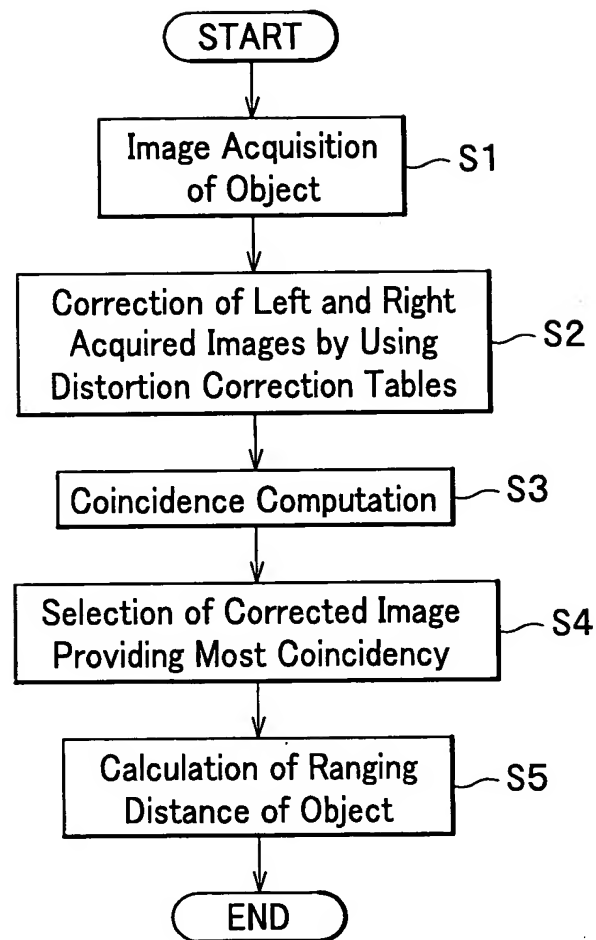 START
Image Acquisition
of Object
S1
Correction of Left and Right
Acquired Images by Using
Distortion Correction Tables
S2
Coincidence Computation
S3
Selection of Corrected Image
Providing Most Coincidency
S4
Calculation of Ranging
Distance of Object
S5
END